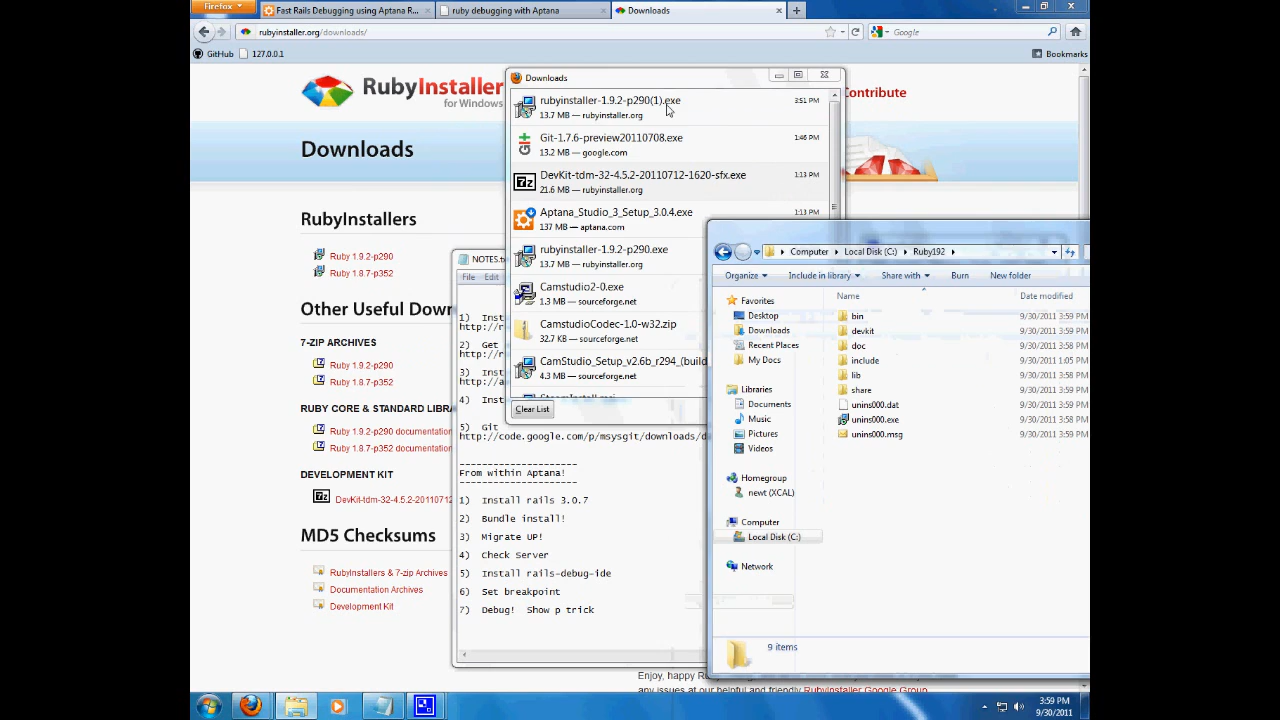 Firefox
Fast Rails Debugging using Aptana R...
ruby debugging with Aptana
Downloads
rubyinstaller.org/downloads/
Google
GitHub
127.0.0.1
Bookmarks
RubyInstaller
for Windows
Contribute
Downloads
RubyInstallers
Ruby 1.9.2-p290
Ruby 1.8.7-p352
Other Useful Down
7-ZIP ARCHIVES
Ruby 1.9.2-p290
Ruby 1.8.7-p352
RUBY CORE & STANDARD LIBRA
Ruby 1.9.2-p290 documentation
Ruby 1.8.7-p352 documentation
DEVELOPMENT KIT
DevKit-tdm-32-4.5.2-20110712
MD5 Checksums
RubyInstallers & 7-zip Archives
Documentation Archives
Development Kit
Downloads
rubyinstaller-1.9.2-p290(1).exe
3:51 PM
13.7 MB — rubyinstaller.org
Git-1.7.6-preview20110708.exe
1:46 PM
13.2 MB — google.com
DevKit-tdm-32-4.5.2-20110712-1620-sfx.exe
1:13 PM
21.6 MB — rubyinstaller.org
Aptana_Studio_3_Setup_3.0.4.exe
1:13 PM
137 MB — aptana.com
rubyinstaller-1.9.2-p290.exe
13.7 MB — rubyinstaller.org
Camstudio2-0.exe
1.3 MB — sourceforge.net
CamstudioCodec-1.0-w32.zip
32.7 KB — sourceforge.net
CamStudio_Setup_v2.6b_r294_(build
4.3 MB — sourceforge.net
Clear List
NOTES.tx
File Edit
1) Inst
http://r
2) Get
http://r
3) Inst
http://a
4) Inst
5) Git
http://code.google.com/p/msysgit/downloads/d
----------------------
From within Aptana!
----------------------
1) Install rails 3.0.7
2) Bundle install!
3) Migrate UP!
4) Check Server
5) Install rails-debug-ide
6) Set breakpoint
7) Debug! Show p trick
Computer
Local Disk (C:)
Ruby192
Organize
Include in library
Share with
Burn
New folder
Favorites
Desktop
Downloads
Recent Places
My Docs
Libraries
Documents
Music
Pictures
Videos
Homegroup
newt (XCAL)
Computer
Local Disk (C:)
Network
Name
Date modified
bin
9/30/2011 3:59 PM
devkit
9/30/2011 3:59 PM
doc
9/30/2011 3:58 PM
include
9/30/2011 1:05 PM
lib
9/30/2011 3:58 PM
share
9/30/2011 3:59 PM
unins000.dat
9/30/2011 3:59 PM
unins000.exe
9/30/2011 3:59 PM
unins000.msg
9/30/2011 3:59 PM
9 items
Enjoy, happy Ru
any issues at our helpful and friendly RubyInstaller Google Group.
3:59 PM
9/30/2011